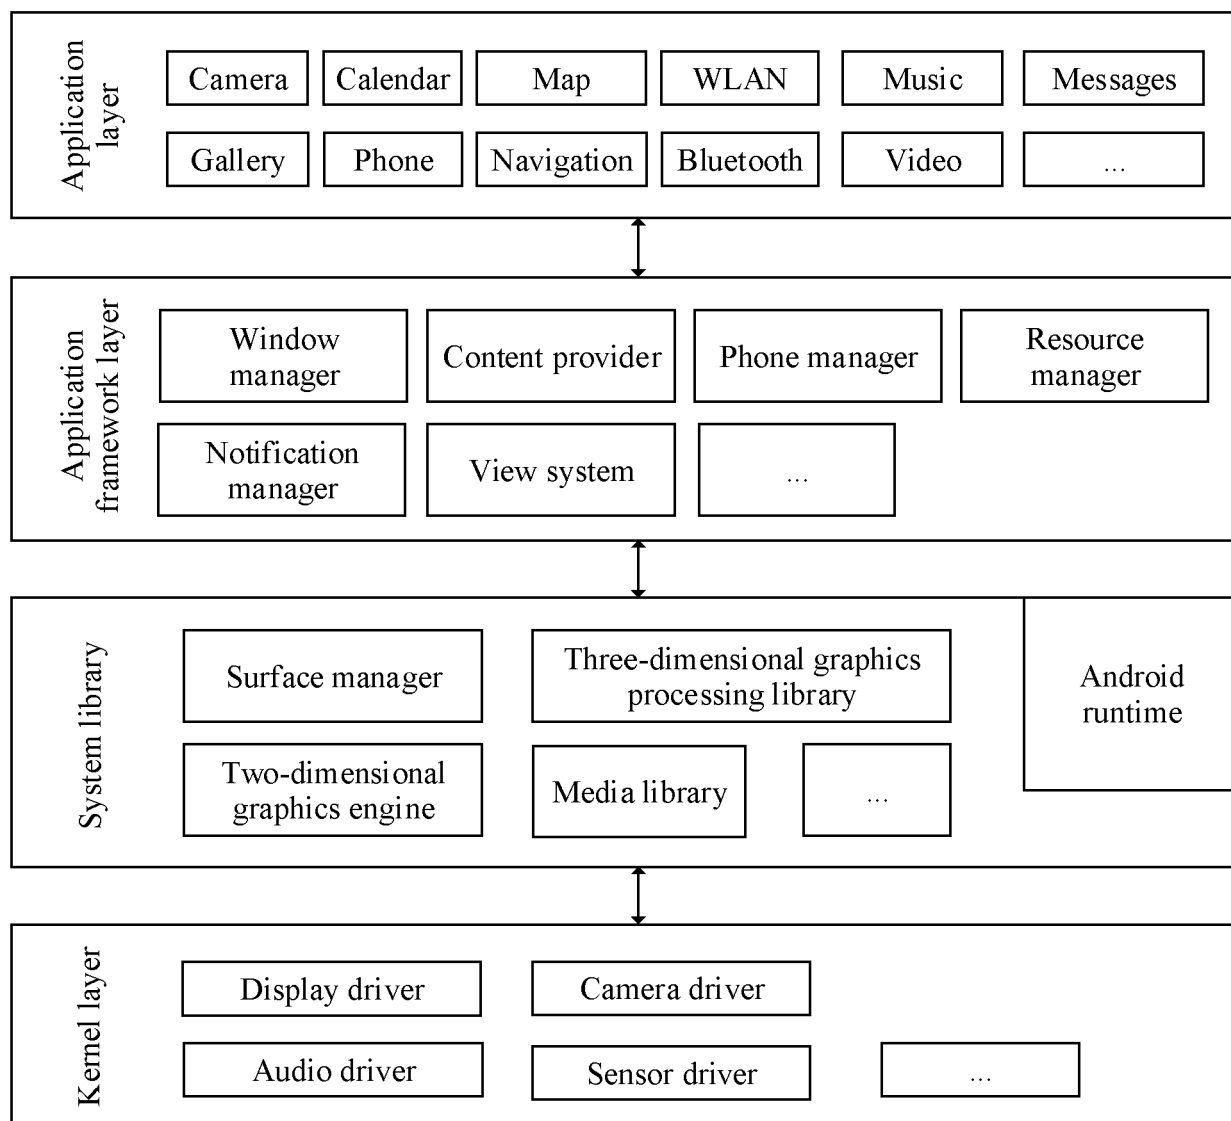 Application
layer
Camera
Calendar
Map
WLAN
Music
Messages
Gallery
Phone
Navigation
Bluetooth
Video
...
Application
framework layer
Window
manager
Content provider
Phone manager
Resource
manager
Notification
manager
View system
...
System library
Surface manager
Three-dimensional graphics
processing library
Android
runtime
Two-dimensional
graphics engine
Media library
...
Kernel layer
Display driver
Camera driver
Audio driver
Sensor driver
...